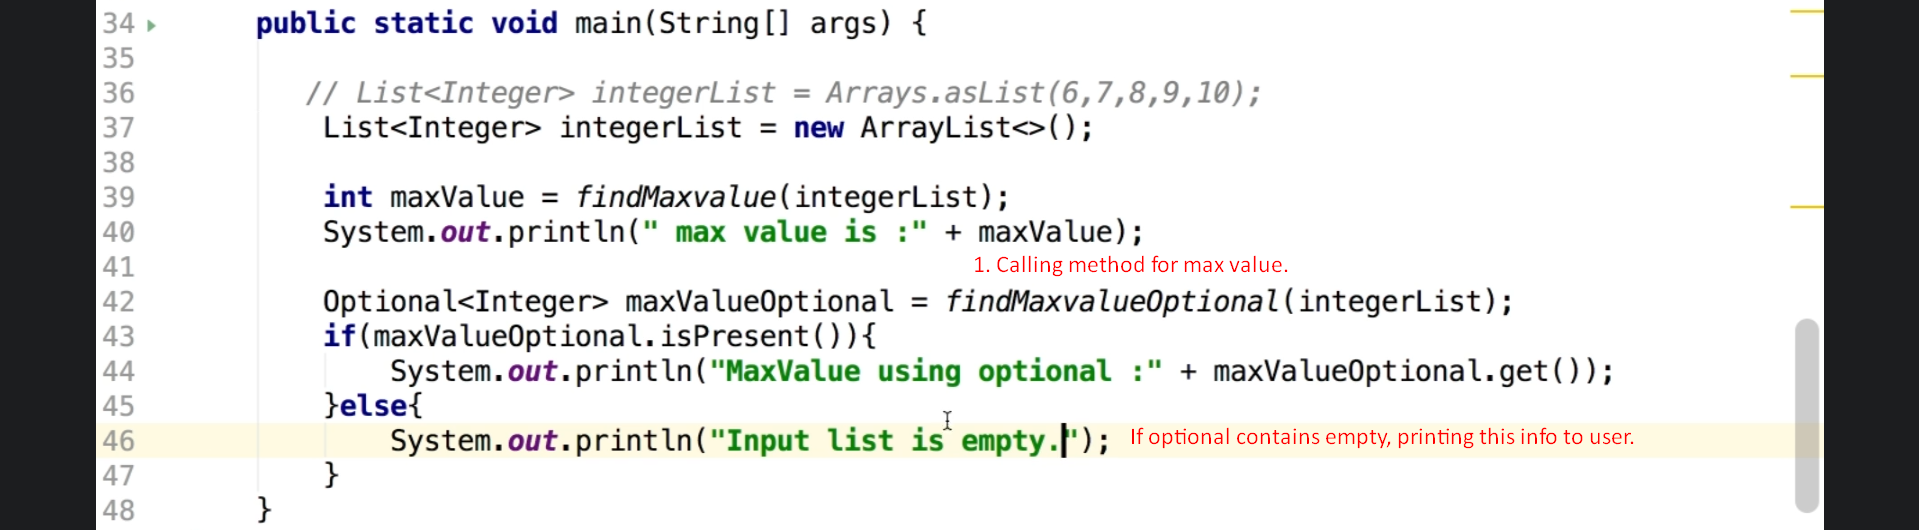 34 public static void main(String[] args) {
35
36 // List<Integer> integerList = Arrays.asList(6,7,8,9,10);
37 List<Integer> integerList = new ArrayList<>();
38
39 int maxValue = findMaxvalue(integerList);
40 System.out.println(" max value is :" + maxValue);
41 1. Calling method for max value.
42 Optional<Integer> maxValueOptional = findMaxvalueOptional(integerList);
43 if(maxValueOptional.isPresent()){
44 System.out.println("MaxValue using optional :" + maxValueOptional.get());
45 }else{
46 System.out.println("Input list is empty."); If optional contains empty, printing this info to user.
47 }
48 }